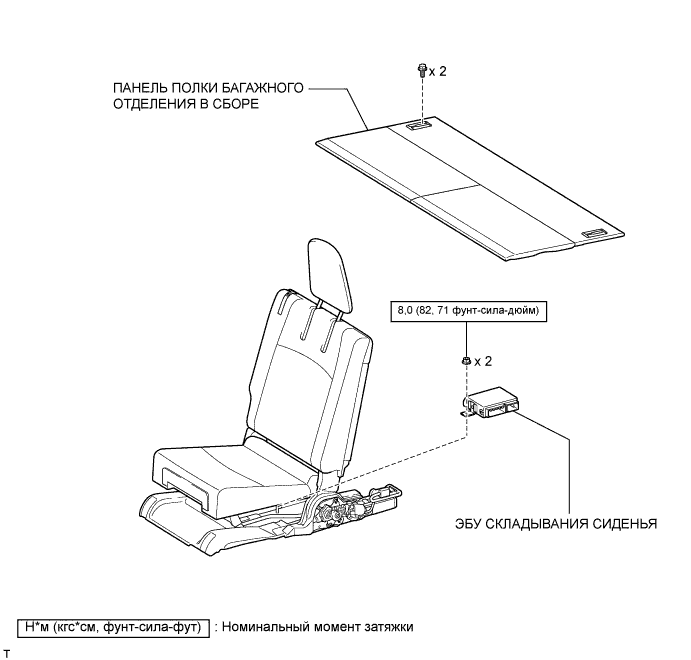 x 2
ПАНЕЛЬ ПОЛКИ БАГАЖНОГО
ОТДЕЛЕНИЯ В СБОРЕ
8,0 (82, 71 фунт-сила-дюйм)
x 2
ЭБУ СКЛАДЫВАНИЯ СИДЕНЬЯ
Н*м (кгс*см, фунт-сила-фут) : Номинальный момент затяжки
T